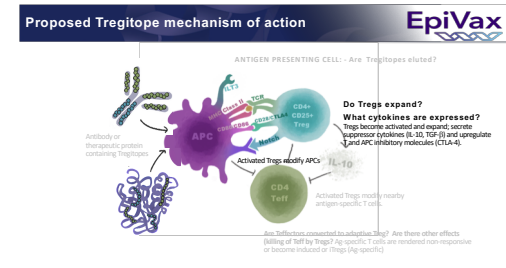 Proposed Tregitope mechanism of action
EpiVax
ANTIGEN PRESENTING CELL: - Are Tregitopes eluted?
ILT3
Class II
TCR
CD4+
CD25+
Treg
APC
CD86
CD28
CTLA4
Notch
Antibody or
therapeutic protein
containing Tregitopes
Do Tregs expand?
What cytokines are expressed?
Tregs become activated and expand; secrete
suppressor cytokines (IL-10, TGF-β) and upregulate
T and APC inhibitory molecules (CTLA-4).
Activated Tregs modify APCs
IL-10
CD4
Teff
Activated Tregs modify nearby
antigen-specific T cells.
Are Teffectors converted to adaptive Treg? Are there other effects
(killing of Teff by Tregs? Ag-specific T cells are rendered non-responsive
or become induced or iTregs (Ag-specific)